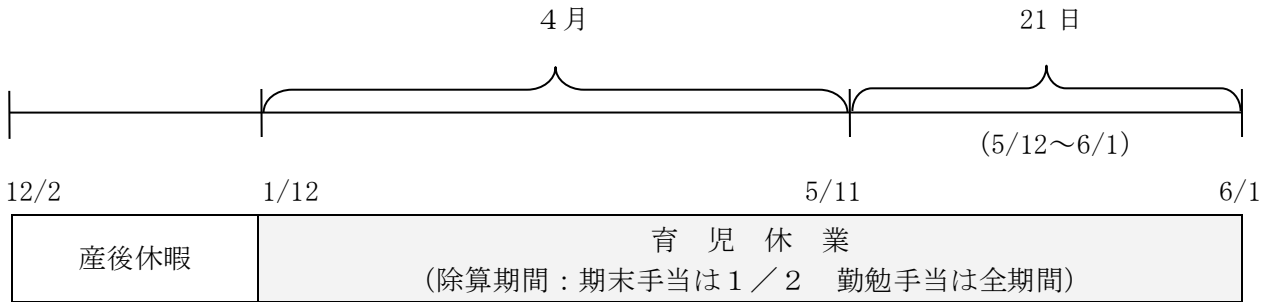 ４月 21 日
(5/12～6/1)
12/2 1/12 5/11 6/1
産後休暇
育 児 休 業
(除算期間：期末手当は１／２ 勤勉手当は全期間)